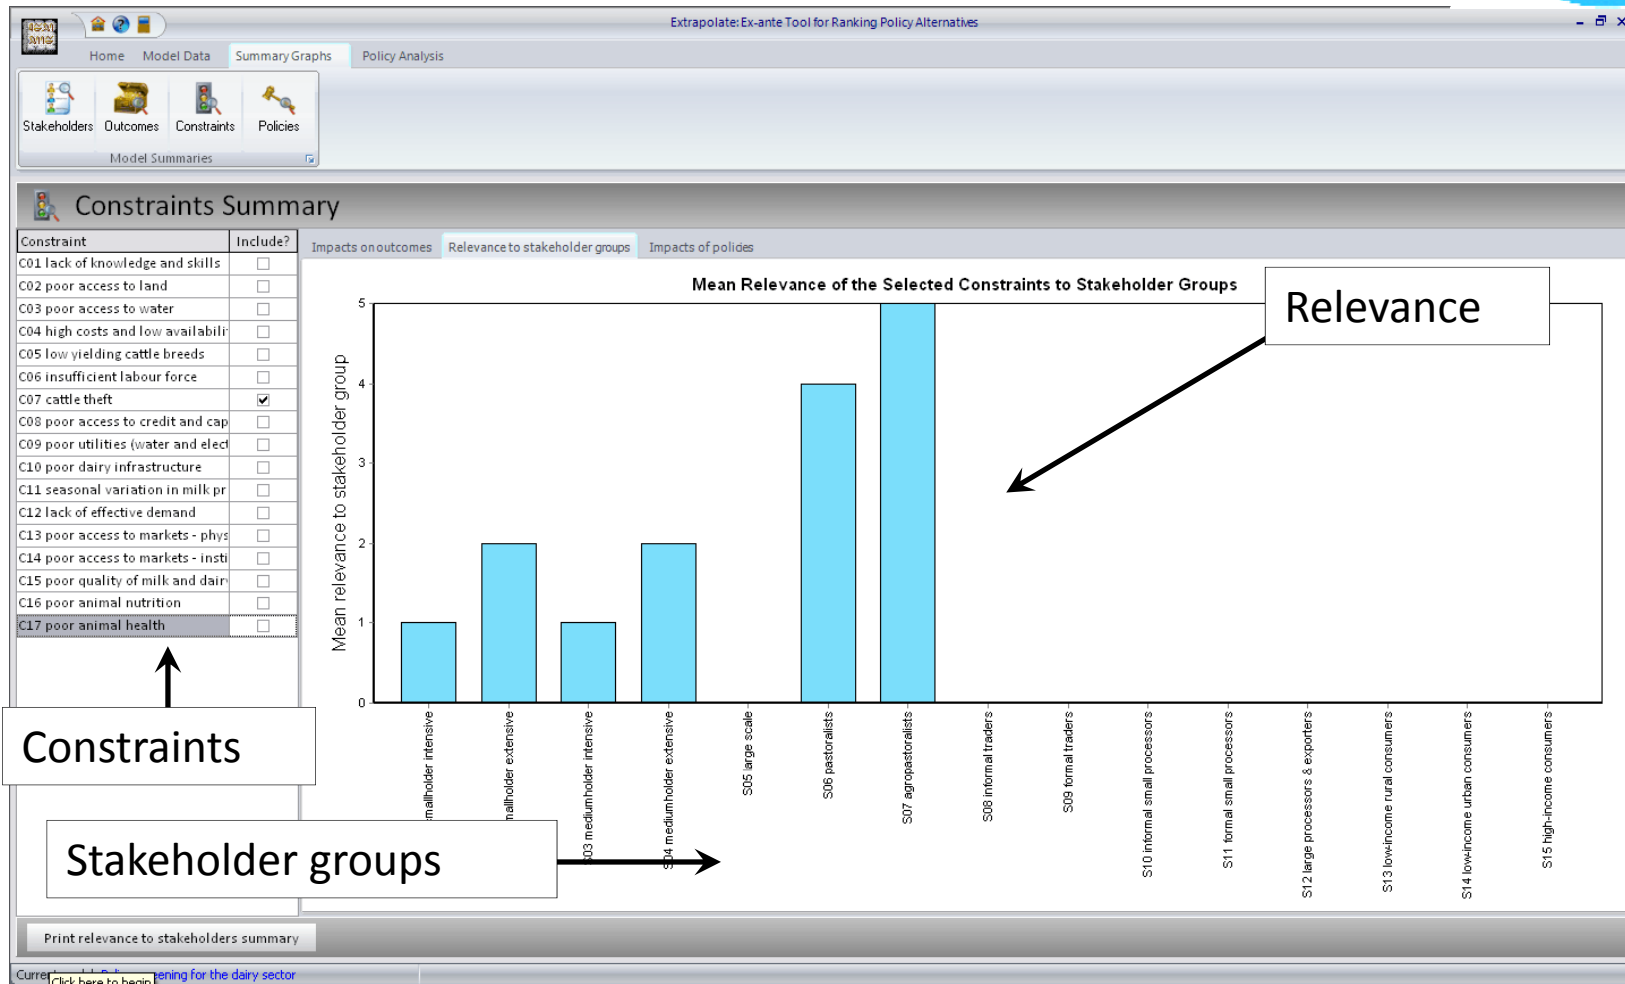 Extrapolate: Ex-ante Tool for Ranking Policy Alternatives
Home Model Data Summary Graphs Policy Analysis
Stakeholders Outcomes Constraints Policies
Model Summaries
Constraints Summary
Constraint Include?
C01 lack of knowledge and skills
C02 poor access to land
C03 poor access to water
C04 high costs and low availabili
C05 low yielding cattle breeds
C06 insufficient labour force
C07 cattle theft
C08 poor access to credit and cap
C09 poor utilities (water and elect
C10 poor dairy infrastructure
C11 seasonal variation in milk pr
C12 lack of effective demand
C13 poor access to markets - phys
C14 poor access to markets - insti
C15 poor quality of milk and dair
C16 poor animal nutrition
C17 poor animal health
Impacts on outcomes Relevance to stakeholder groups Impacts of policies
Mean Relevance of the Selected Constraints to Stakeholder Groups
Relevance
Mean relevance to stakeholder group
5
4
3
2
1
0
mallholder intensive
mallholder extensive
S03 mediumholder intensive
S04 mediumholder extensive
S05 large scale
S06 pastoralists
S07 agropastoralists
S08 informal traders
S09 formal traders
S10 informal small processors
S11 formal small processors
S12 large processors & exporters
S13 low-income rural consumers
S14 low-income urban consumers
S15 high-income consumers
Constraints
Stakeholder groups
Print relevance to stakeholders summary
Curre ening for the dairy sector
Click here to begin